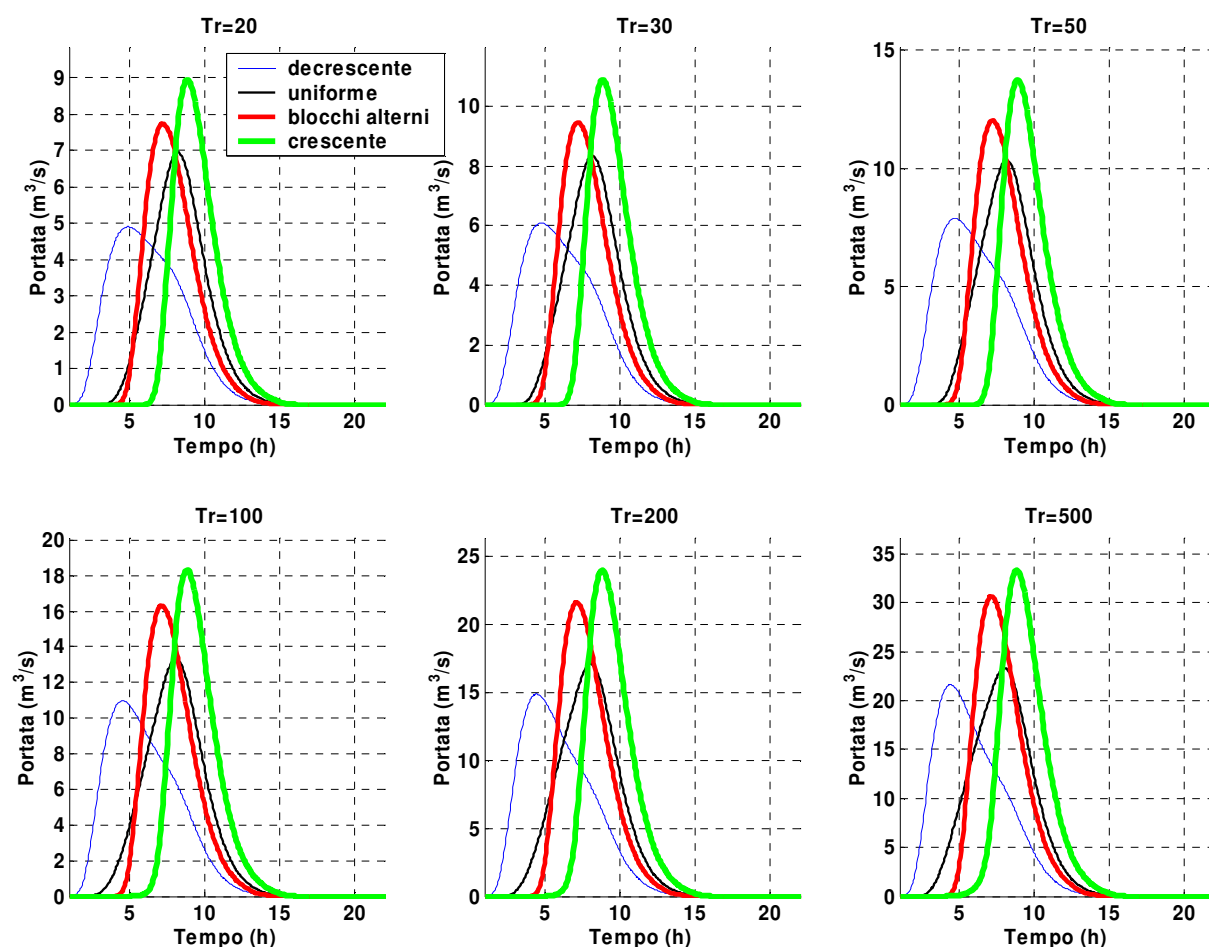 Tr=20
9
8
7
6
5
4
3
2
1
0
Portata (m³/s)
5 10 15 20
Tempo (h)
decrescente
uniforme
blocchi alterni
crescente
Tr=30
10
8
6
4
2
0
Portata (m³/s)
5 10 15 20
Tempo (h)
Tr=50
15
10
5
0
Portata (m³/s)
5 10 15 20
Tempo (h)
Tr=100
20
18
16
14
12
10
8
6
4
2
0
Portata (m³/s)
5 10 15 20
Tempo (h)
Tr=200
25
20
15
10
5
0
Portata (m³/s)
5 10 15 20
Tempo (h)
Tr=500
35
30
25
20
15
10
5
0
Portata (m³/s)
5 10 15 20
Tempo (h)